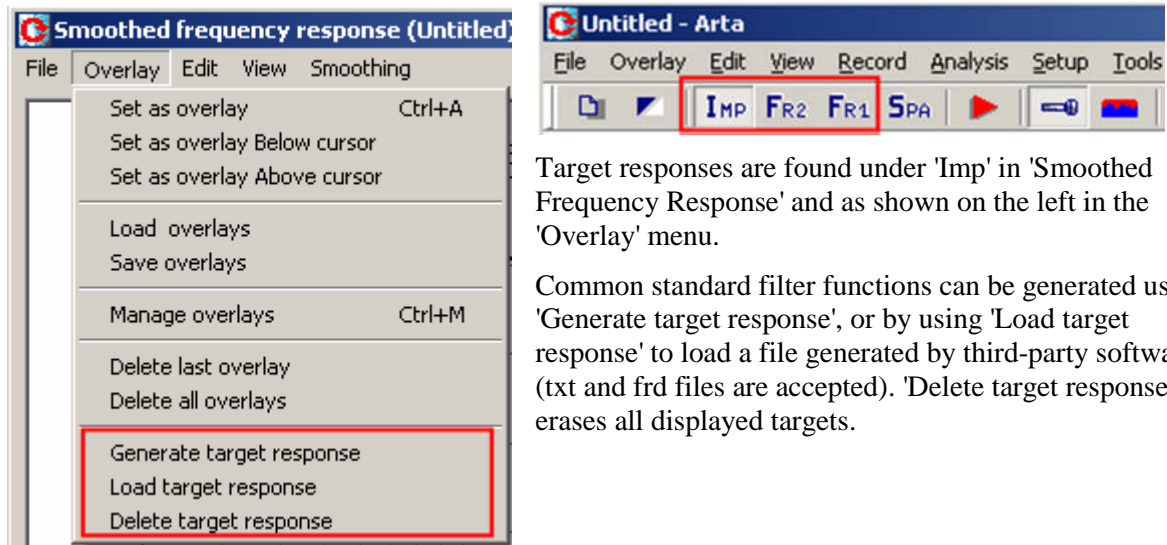 Smoothed frequency response (Untitled)
File Overlay Edit View Smoothing
Set as overlay Ctrl+A
Set as overlay Below cursor
Set as overlay Above cursor
Load overlays
Save overlays
Manage overlays Ctrl+M
Delete last overlay
Delete all overlays
Generate target response
Load target response
Delete target response
Untitled - Arta
File Overlay Edit View Record Analysis Setup Tools
IMP FR2 FR1 SPA
Target responses are found under 'Imp' in 'Smoothed
Frequency Response' and as shown on the left in the
'Overlay' menu.
Common standard filter functions can be generated us
'Generate target response', or by using 'Load target
response' to load a file generated by third-party softwa
(txt and frd files are accepted). 'Delete target response
erases all displayed targets.